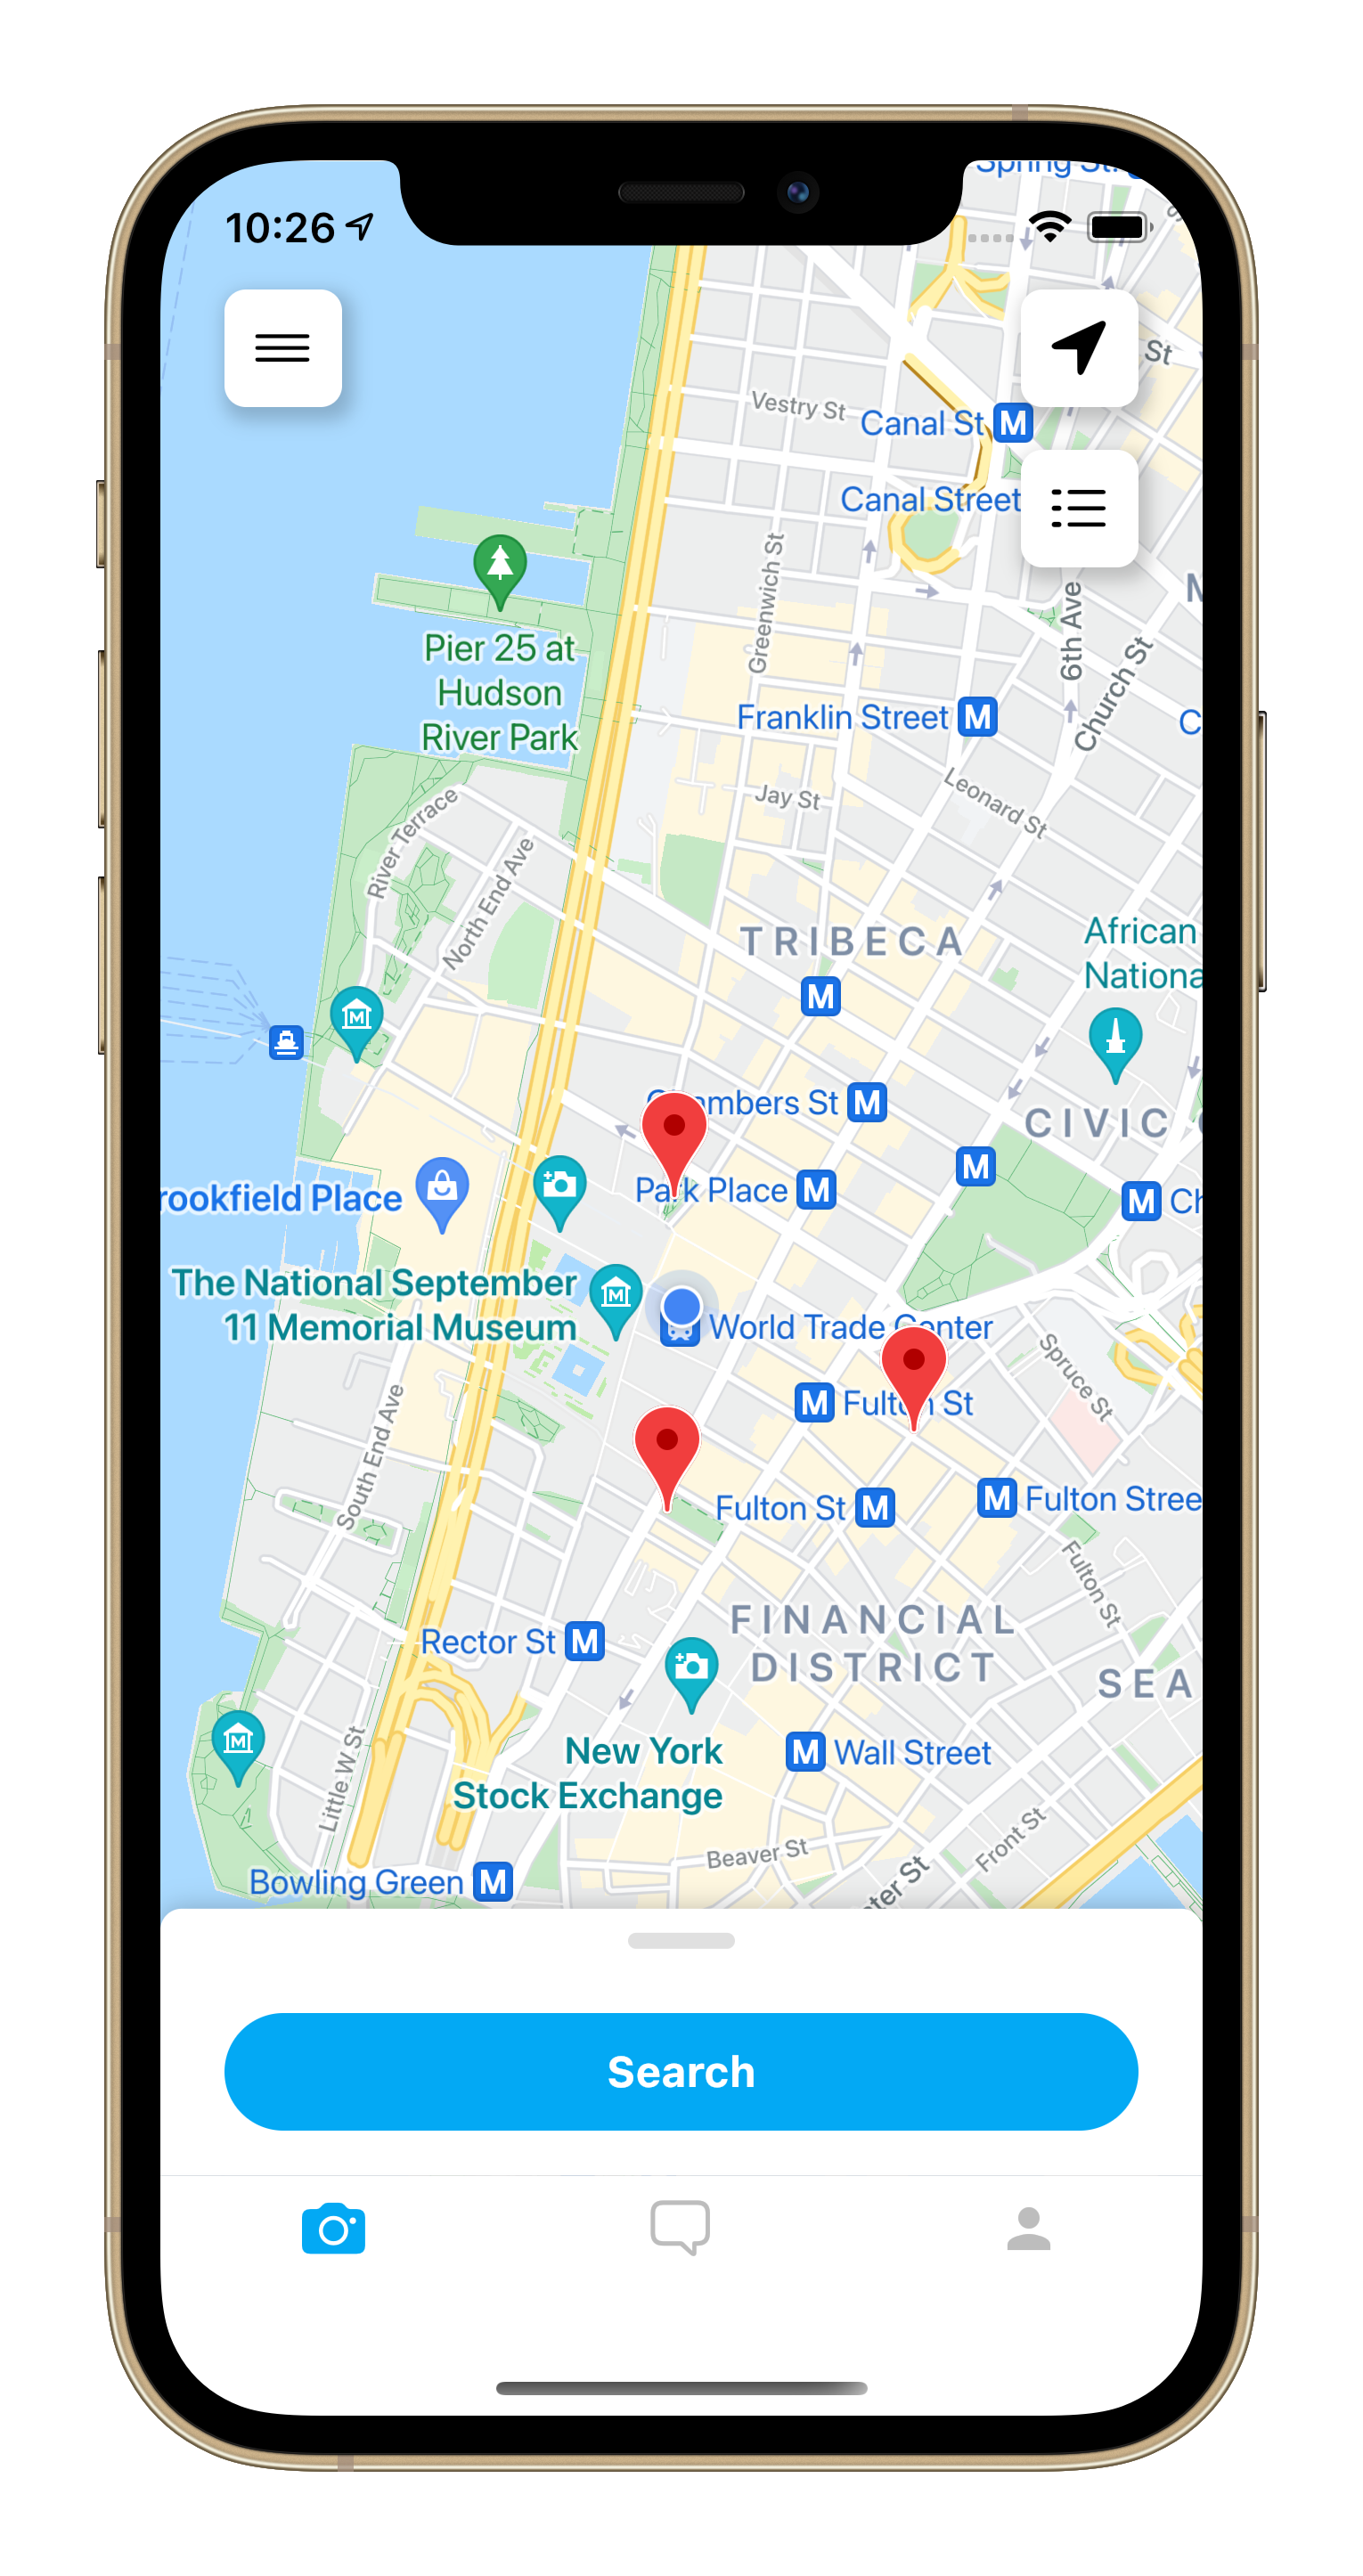 10:26
Spring St
St
Vestry St
Canal St M
Canal Street
Greenwich St
6th Ave
Church St
Pier 25 at
Hudson
River Park
Franklin Street M
C
Jay St
Leonard St
River Terrace
North End Ave
TRIBECA
M
African
Nationa
M
Chambers St M
CIVIC
M
Park Place M
M Ch
rookfield Place
The National September
11 Memorial Museum
M
World Trade Center
Spruce St
M Fulton St
South End Ave
Fulton St M
M Fulton Stree
Fulton St
FINANCIAL
DISTRICT
Rector St M
SEA
New York
Stock Exchange
M Wall Street
M
Little W St
Beaver St
Front St
ter St
Bowling Green M
Search